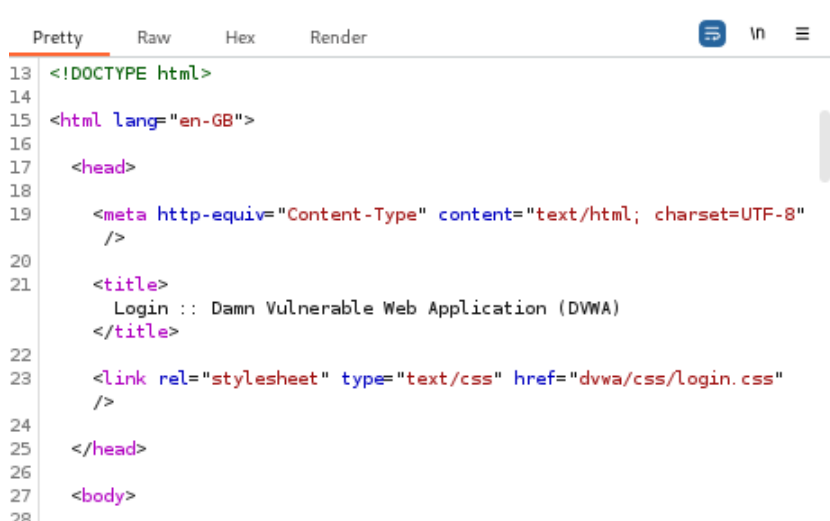 Pretty Raw Hex Render \n
13 <!DOCTYPE html>
14
15 <html lang="en-GB">
16
17 <head>
18
19 <meta http-equiv="Content-Type" content="text/html; charset=UTF-8"
/>
20
21 <title>
Login :: Damn Vulnerable Web Application (DVWA)
</title>
22
23 <link rel="stylesheet" type="text/css" href="dvwa/css/login.css"
/>
24
25 </head>
26
27 <body>
28